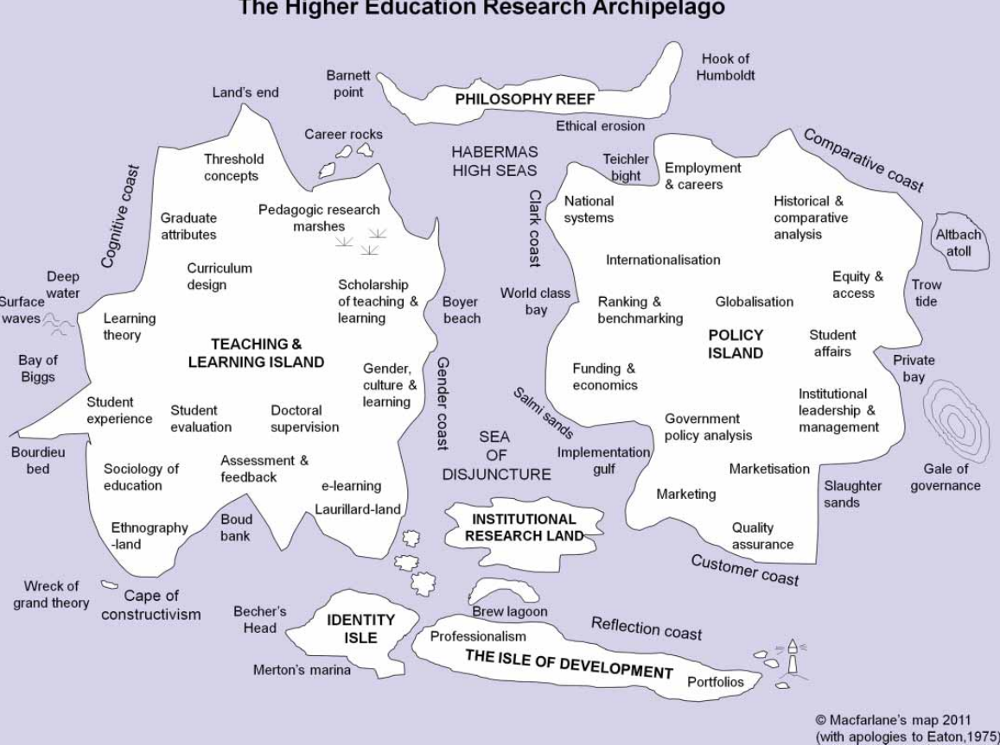 The Higher Education Research Archipelago
Hook of
Humboldt
Barnett
point
Land's end
PHILOSOPHY REEF
Ethical erosion
Career rocks
HABERMAS
HIGH SEAS
Teichler
bight
Comparative coast
Threshold
concepts
Employment
& careers
Cognitive coast
Pedagogic research
marshes
Graduate
attributes
Clark coast
National
systems
Historical &
comparative
analysis
Altbach
atoll
Curriculum
design
Internationalisation
Deep
water
Surface
waves
Scholarship
of teaching &
learning
Boyer
beach
World class
bay
Ranking &
benchmarking
Globalisation
Equity &
access
Trow
tide
Learning
theory
TEACHING &
LEARNING ISLAND
POLICY
ISLAND
Student
affairs
Bay of
Biggs
Gender,
culture &
learning
Gender coast
Funding &
economics
Private
bay
Student
experience
Student
evaluation
Doctoral
supervision
Salmi sands
Government
policy analysis
Institutional
leadership &
management
Bourdieu
bed
SEA
OF
DISJUNCTURE
Implementation
gulf
Sociology of
education
Assessment &
feedback
e-learning
Laurillard-land
Marketisation
Slaughter
sands
Gale of
governance
Marketing
Ethnography
-land
Boud
bank
INSTITUTIONAL
RESEARCH LAND
Quality
assurance
Customer coast
Wreck of
grand theory
Cape of
constructivism
Becher's
Head
IDENTITY
ISLE
Brew lagoon
Reflection coast
Professionalism
THE ISLE OF DEVELOPMENT
Merton's marina
Portfolios
© Macfarlane's map 2011
(with apologies to Eaton,1975)